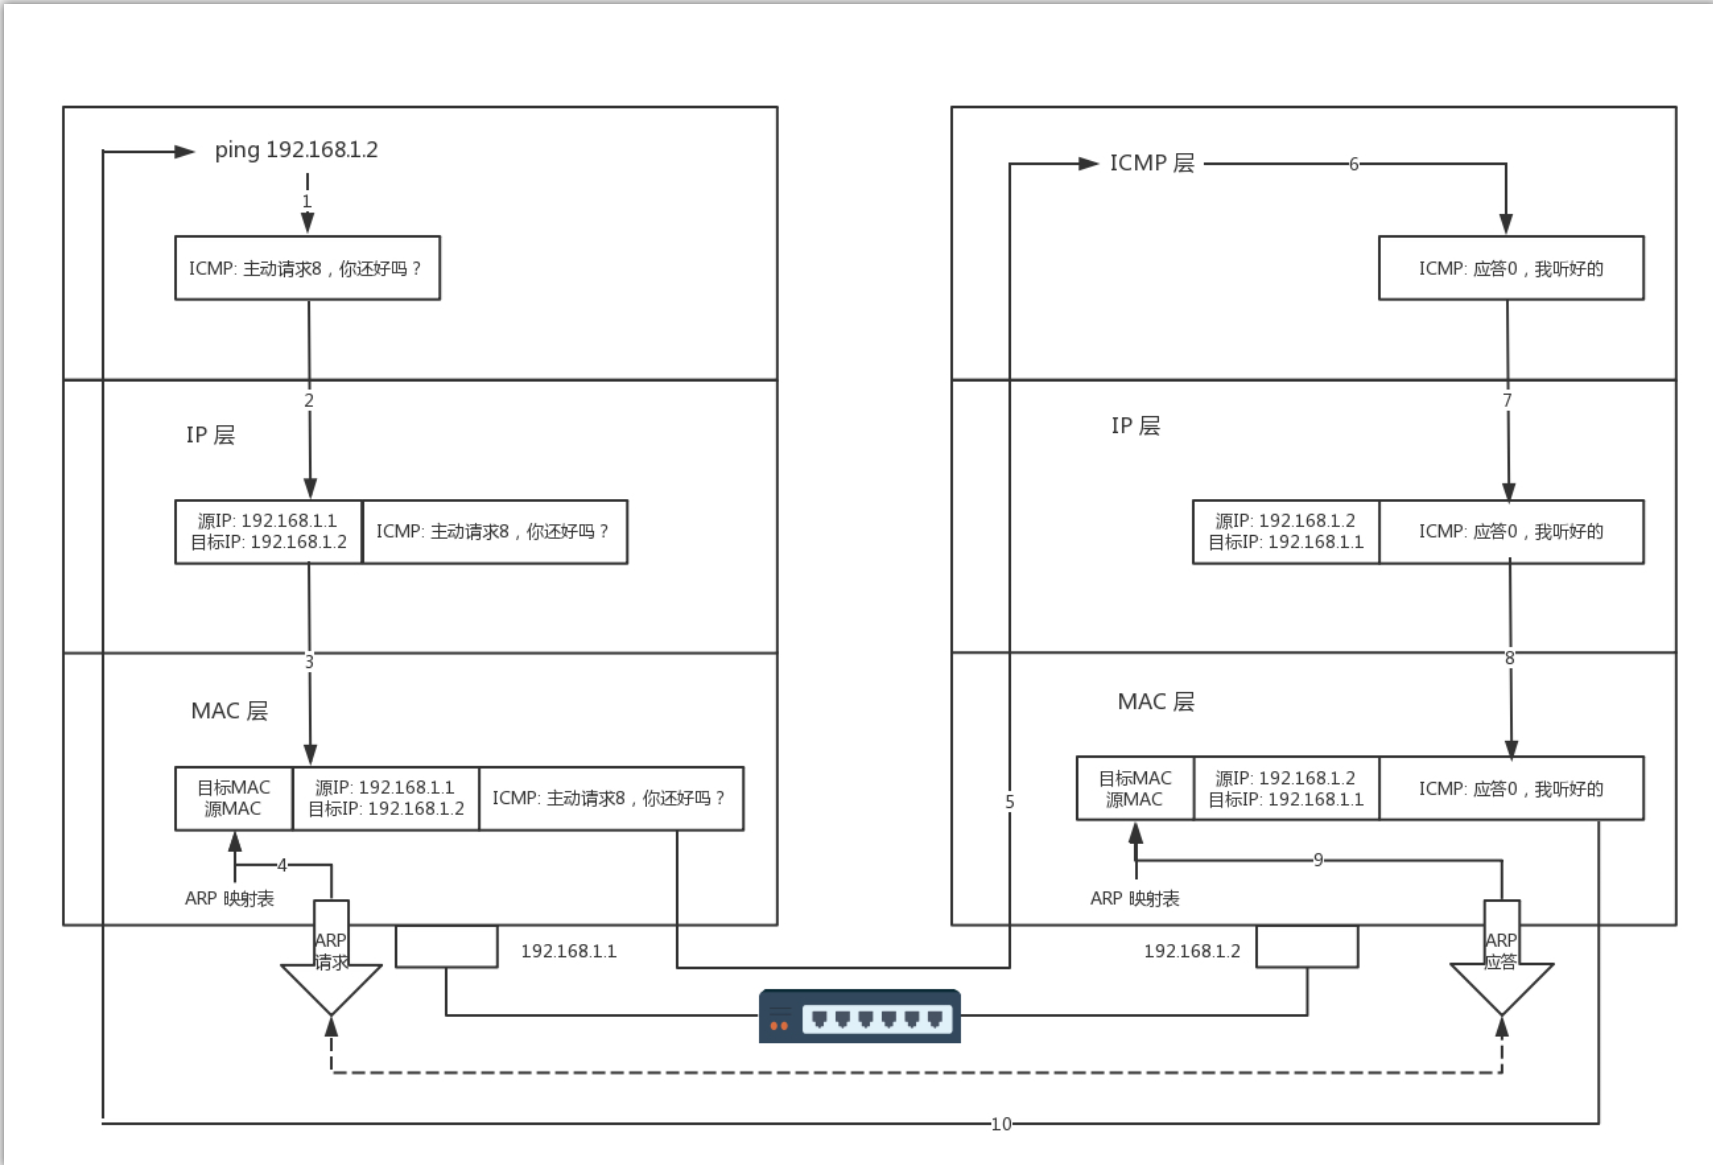 ping 192.168.1.2
1
ICMP: 主动请求8，你还好吗？
2
IP 层
源IP: 192.168.1.1
目标IP: 192.168.1.2
ICMP: 主动请求8，你还好吗？
3
MAC 层
目标MAC
源MAC
源IP: 192.168.1.1
目标IP: 192.168.1.2
ICMP: 主动请求8，你还好吗？
4
ARP 映射表
ARP
请求
192.168.1.1
5
ICMP 层
6
ICMP: 应答0，我听好的
7
IP 层
源IP: 192.168.1.2
目标IP: 192.168.1.1
ICMP: 应答0，我听好的
8
MAC 层
目标MAC
源MAC
源IP: 192.168.1.2
目标IP: 192.168.1.1
ICMP: 应答0，我听好的
9
ARP 映射表
ARP
应答
192.168.1.2
10